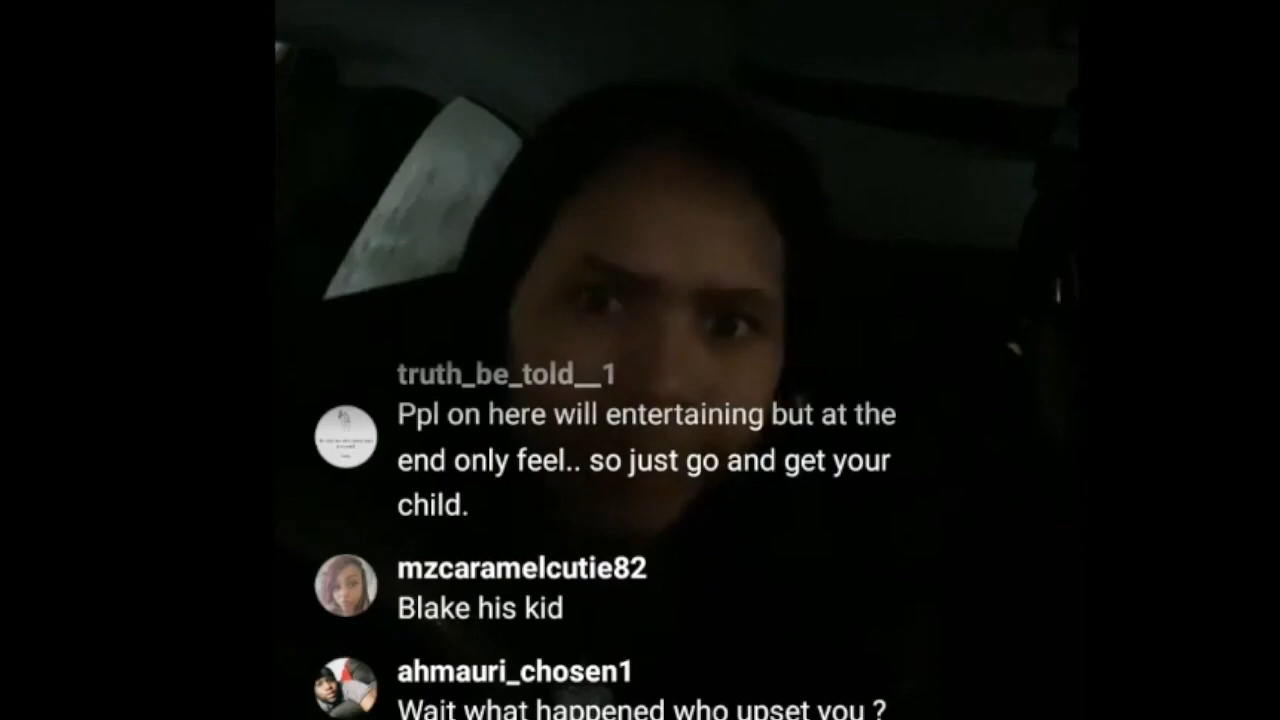 truth_be_told__1
Ppl on here will entertaining but at the
end only feel.. so just go and get your
child.
mzcaramelcutie82
Blake his kid
ahmauri_chosen1
Wait what happened who upset you ?